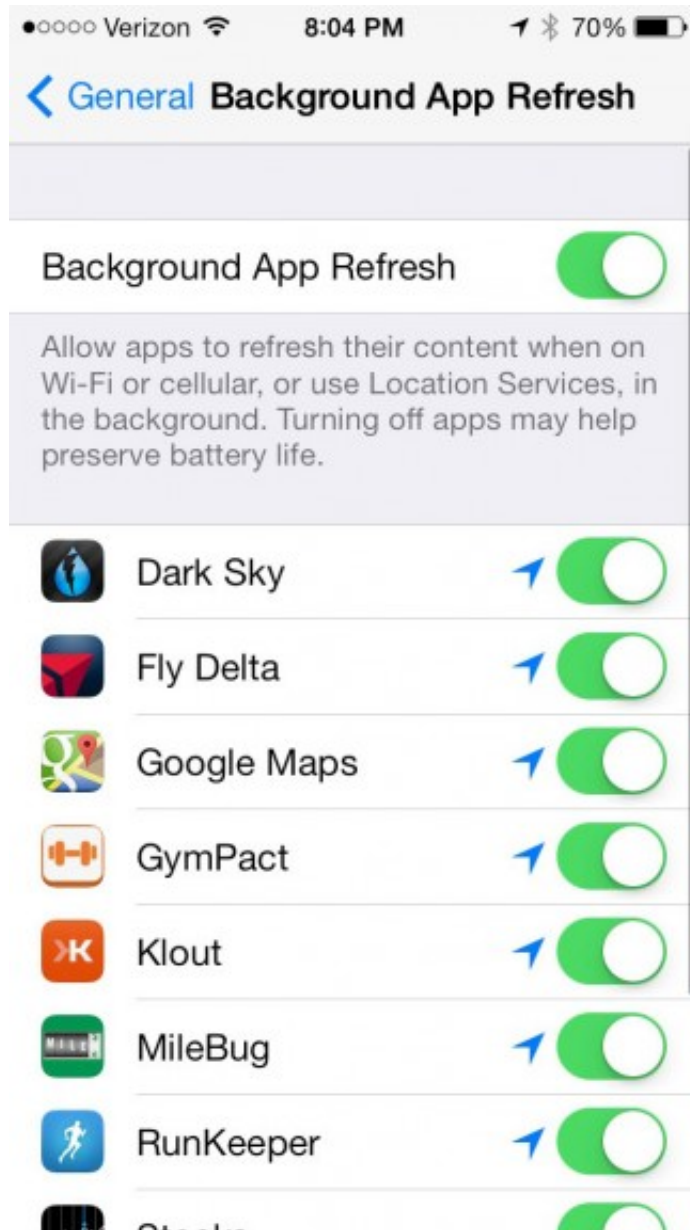 Verizon 8:04 PM 70%
General Background App Refresh
Background App Refresh
Allow apps to refresh their content when on
Wi-Fi or cellular, or use Location Services, in
the background. Turning off apps may help
preserve battery life.
Dark Sky
Fly Delta
Google Maps
GymPact
Klout
MileBug
RunKeeper
Stocks